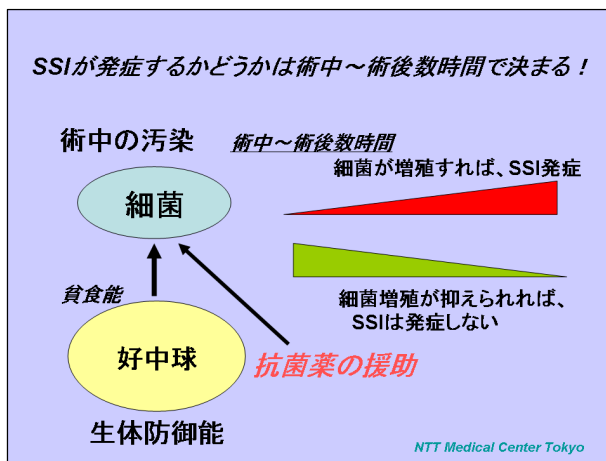 SSIが発症するかどうかは術中～術後数時間で決まる！
術中の汚染
術中～術後数時間
細菌が増殖すれば、SSI発症
細菌
貧食能
細菌増殖が抑えられれば、
SSIは発症しない
好中球
抗菌薬の援助
生体防御能
NTT Medical Center Tokyo